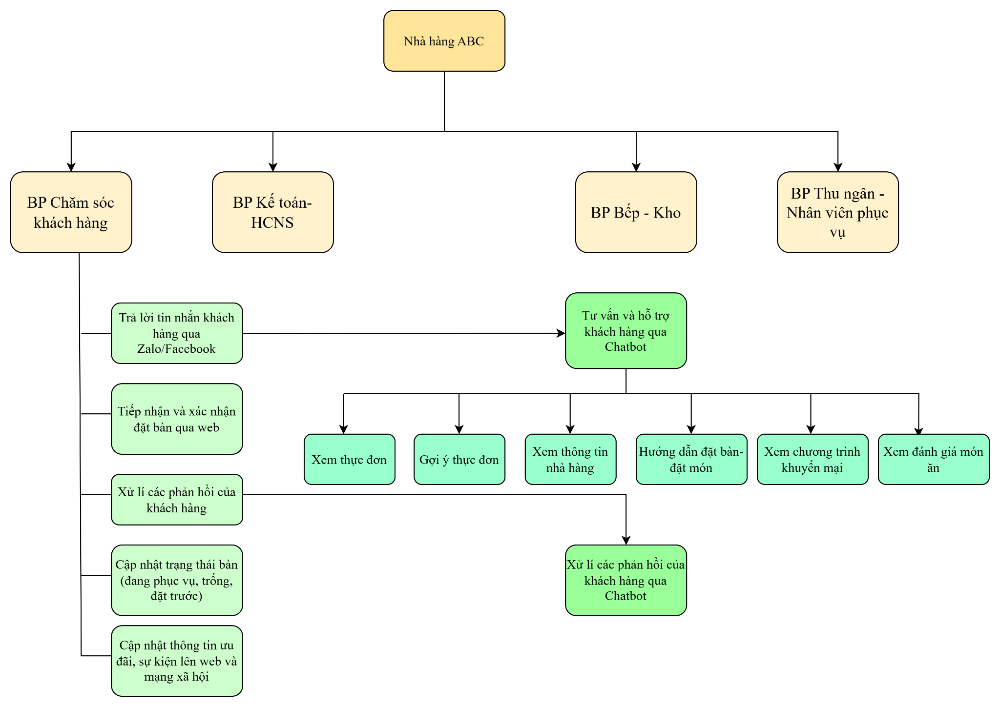 Nhà hàng ABC
BP Chăm sóc
khách hàng
BP Kế toán-
HCNS
BP Bếp - Kho
BP Thu ngân -
Nhân viên phục
vụ
Trả lời tin nhắn khách
hàng qua
Zalo/Facebook
Tư vấn và hỗ trợ
khách hàng qua
Chatbot
Tiếp nhận và xác nhận
đặt bàn qua web
Xem thực đơn
Gợi ý thực đơn
Xem thông tin
nhà hàng
Hướng dẫn đặt bàn-
đặt món
Xem chương trình
khuyến mại
Xem đánh giá món
ăn
Xử lí các phản hồi của
khách hàng
Cập nhật trạng thái bàn
(đang phục vụ, trống,
đặt trước)
Xử lí các phản hồi của
khách hàng qua
Chatbot
Cập nhật thông tin ưu
đãi, sự kiện lên web và
mạng xã hội